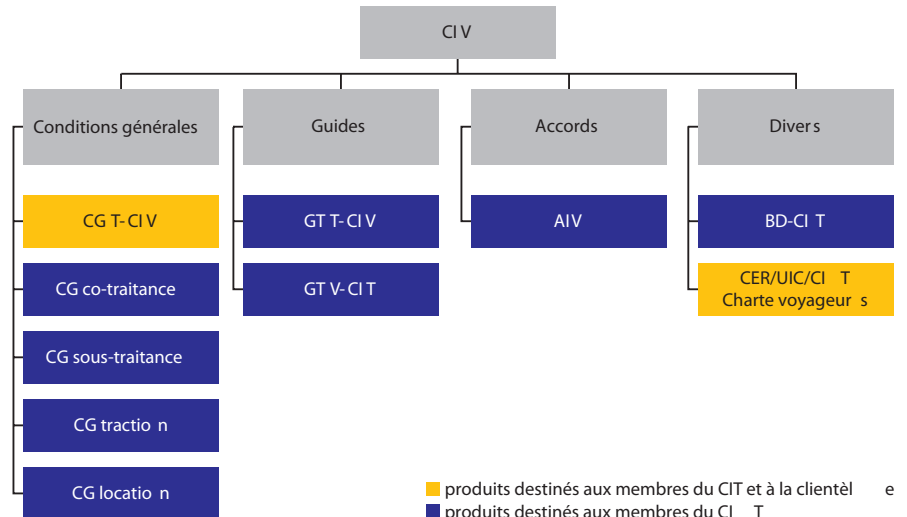 CIV
Conditions générales
Guides
Accords
Divers
CG T-CIV
GT T-CIV
AIV
BD-CIT
CG co-traitance
GT V-CIT
CER/UIC/CIT
Charte voyageurs
CG sous-traitance
CG traction
CG location
produits destinés aux membres du CIT et à la clientèle
produits destinés aux membres du CIT